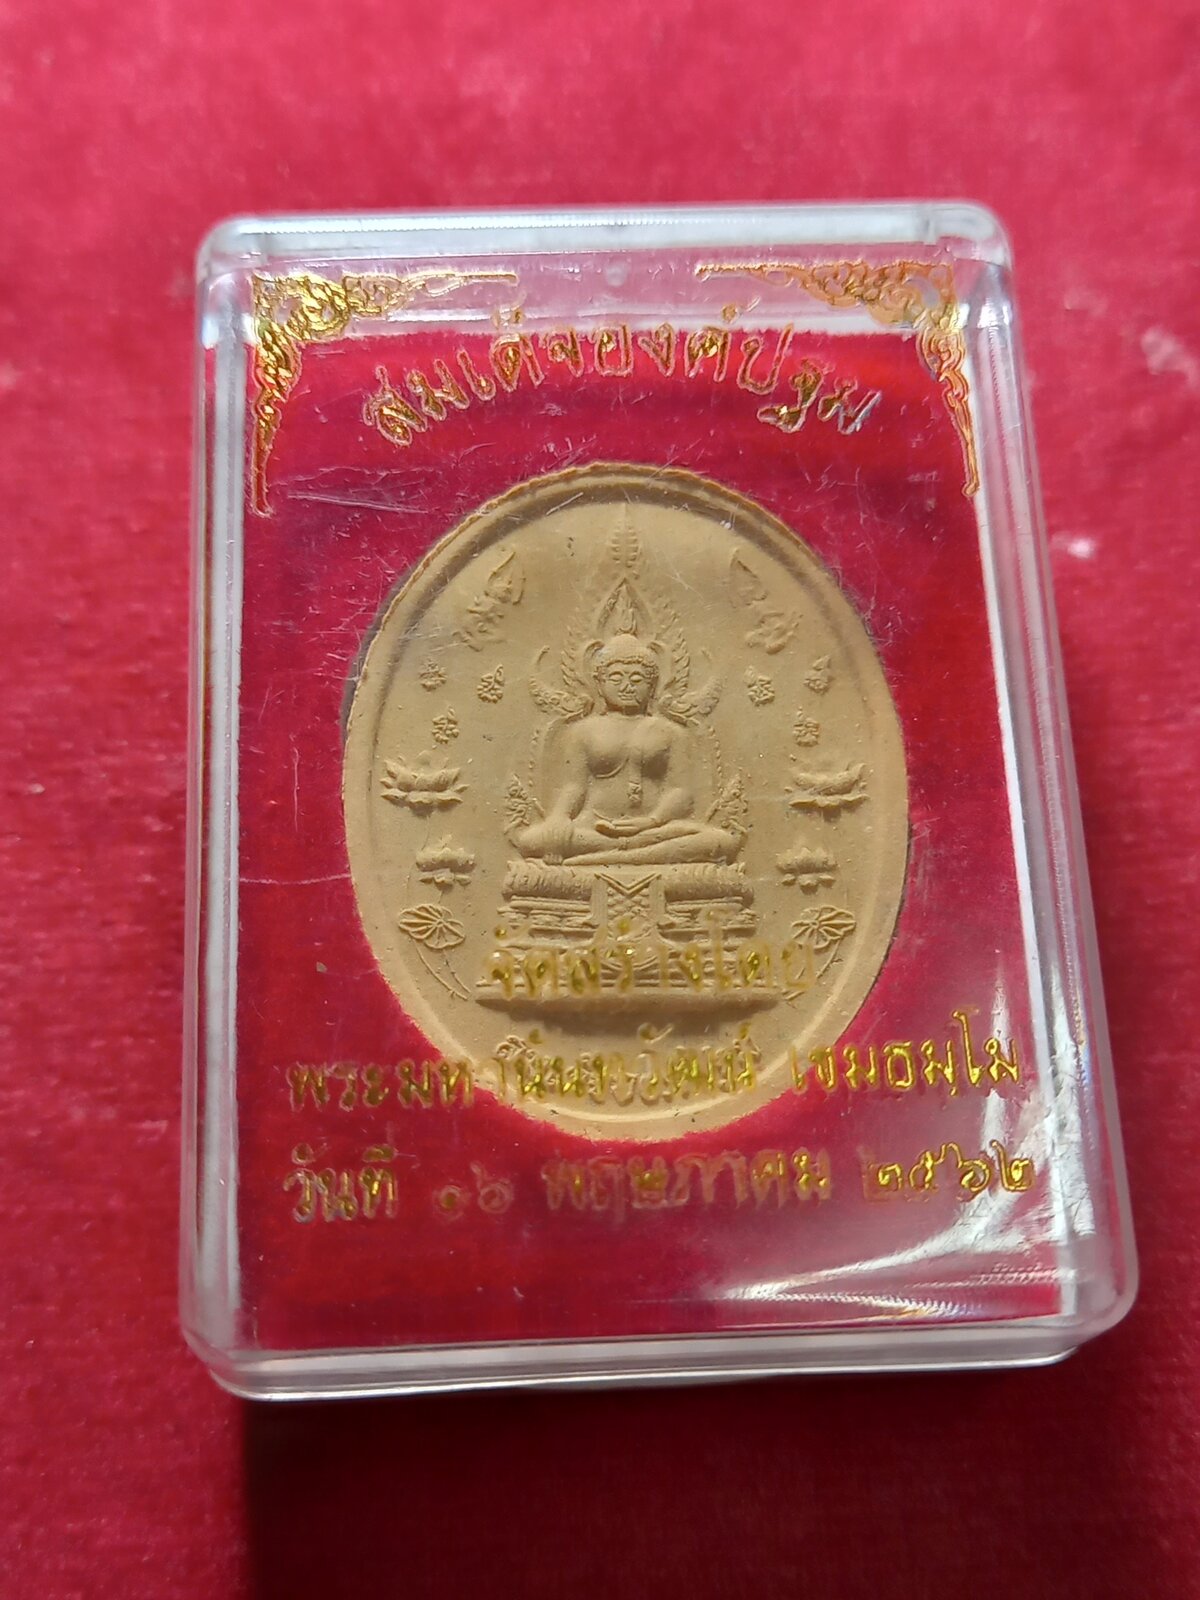 สมเด็จองค์ปฐม
จัดสร้างโดย
พระมหานันทวัฒน์ เขมธมฺโม
วันที่ ๑๖ พฤษภาคม ๒๕๖๒